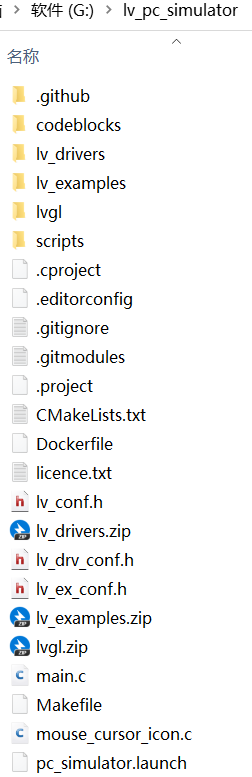 软件 (G:) > lv_pc_simulator
名称
.github
codeblocks
lv_drivers
lv_examples
lvgl
scripts
.cproject
.editorconfig
.gitignore
.gitmodules
.project
CMakeLists.txt
Dockerfile
licence.txt
lv_conf.h
lv_drivers.zip
lv_drv_conf.h
lv_ex_conf.h
lv_examples.zip
lvgl.zip
main.c
Makefile
mouse_cursor_icon.c
pc_simulator.launch